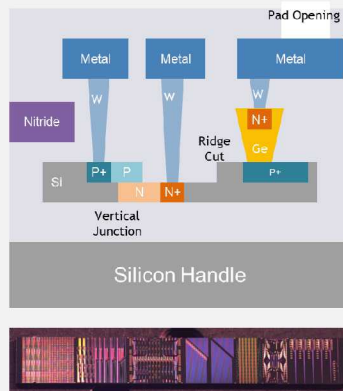 Pad Opening
Metal
Metal
Metal
W
W
W
Nitride
N+
Ridge
Cut
Ge
P+
P
P+
Si
N
N+
Vertical
Junction
Silicon Handle